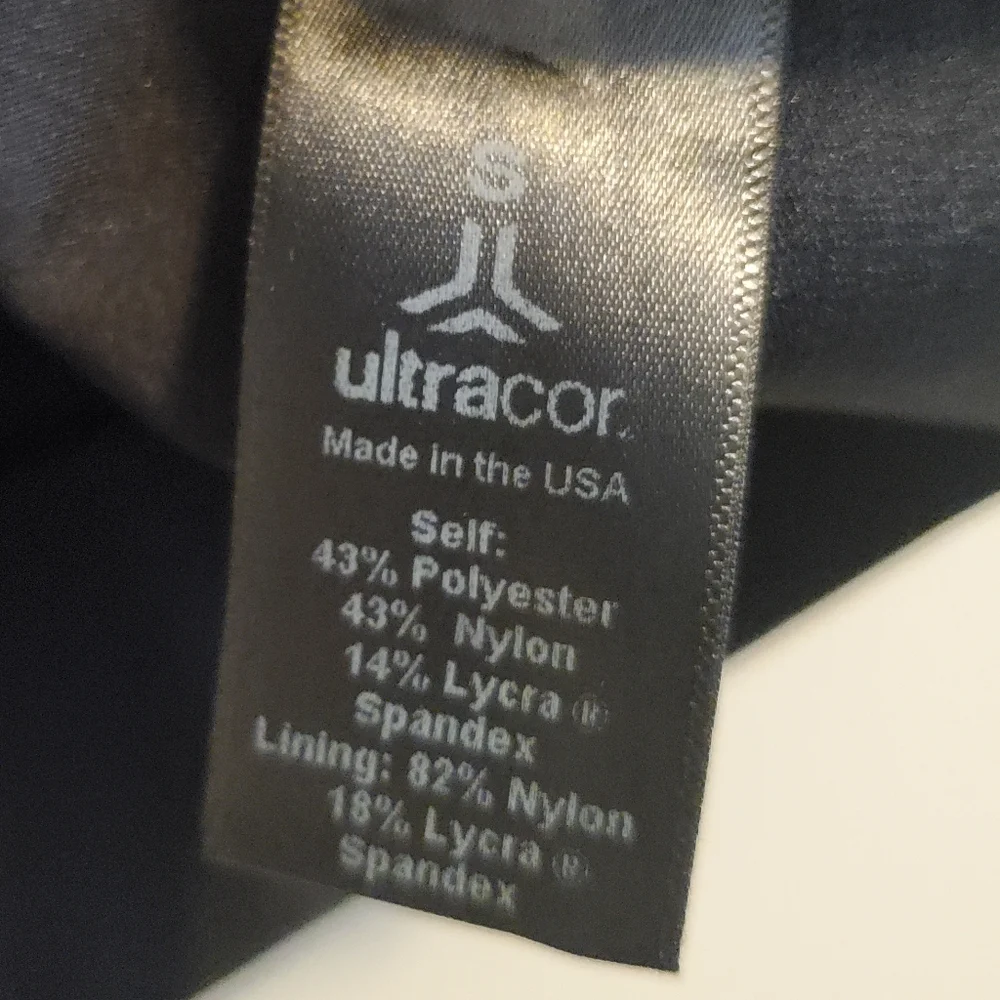 S
ultracor
Made in the USA
Self:
43% Polyester
43% Nylon
14% Lycra ®
Spandex
Lining: 82% Nylon
18% Lycra ®
Spandex